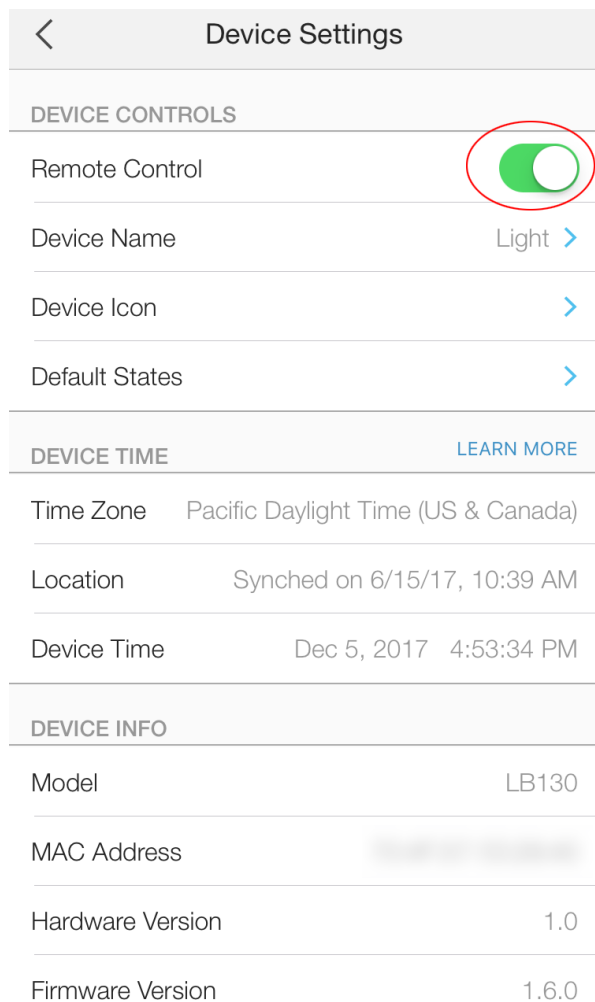 Device Settings
DEVICE CONTROLS
Remote Control
Device Name Light
Device Icon
Default States
DEVICE TIME LEARN MORE
Time Zone Pacific Daylight Time (US & Canada)
Location Synched on 6/15/17, 10:39 AM
Device Time Dec 5, 2017 4:53:34 PM
DEVICE INFO
Model LB130
MAC Address
Hardware Version 1.0
Firmware Version 1.6.0